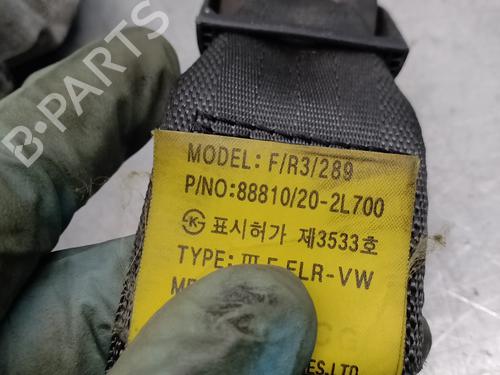 B-PARTS
MODEL: F/R3/289
P/NO:88810/20-2L700
K 표시허가 제3533호
TYPE: ELR-VW